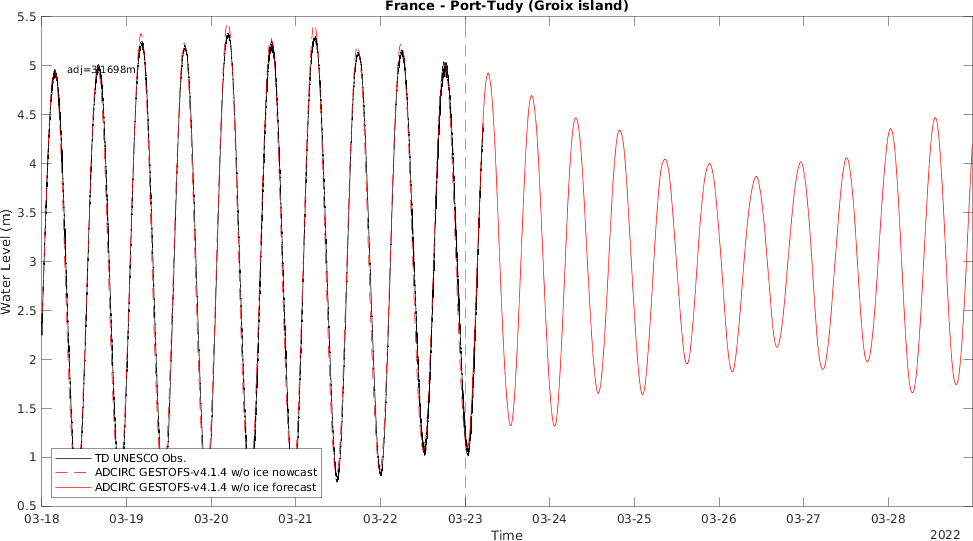 France - Port-Tudy (Groix island)
5.5
5
4.5
4
3.5
3
2.5
2
1.5
1
0.5
Water Level (m)
adj=3.1698m
TD UNESCO Obs.
ADCIRC GESTOFS-v4.1.4 w/o ice nowcast
ADCIRC GESTOFS-v4.1.4 w/o ice forecast
03-18 03-19 03-20 03-21 03-22 03-23 03-24 03-25 03-26 03-27 03-28
Time
2022